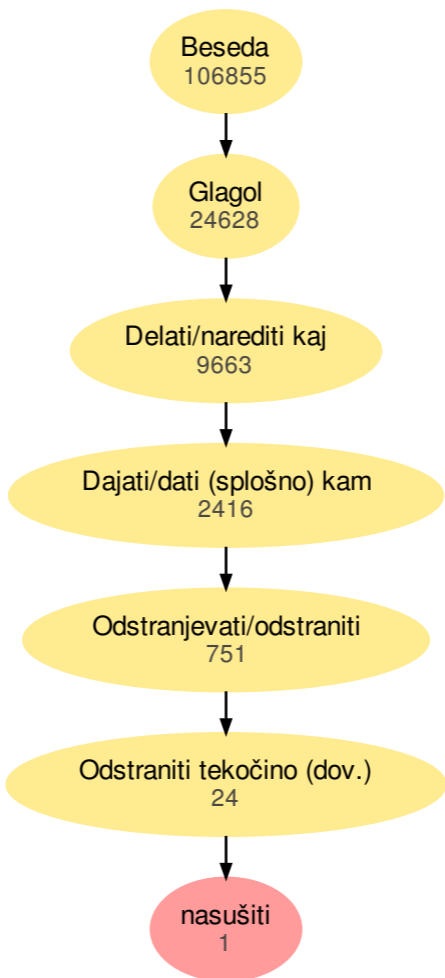 Beseda
106855
Glagol
24628
Delati/narediti kaj
9663
Dajati/dati (splošno) kam
2416
Odstranjevati/odstraniti
751
Odstraniti tekočino (dov.)
24
nasušiti
1